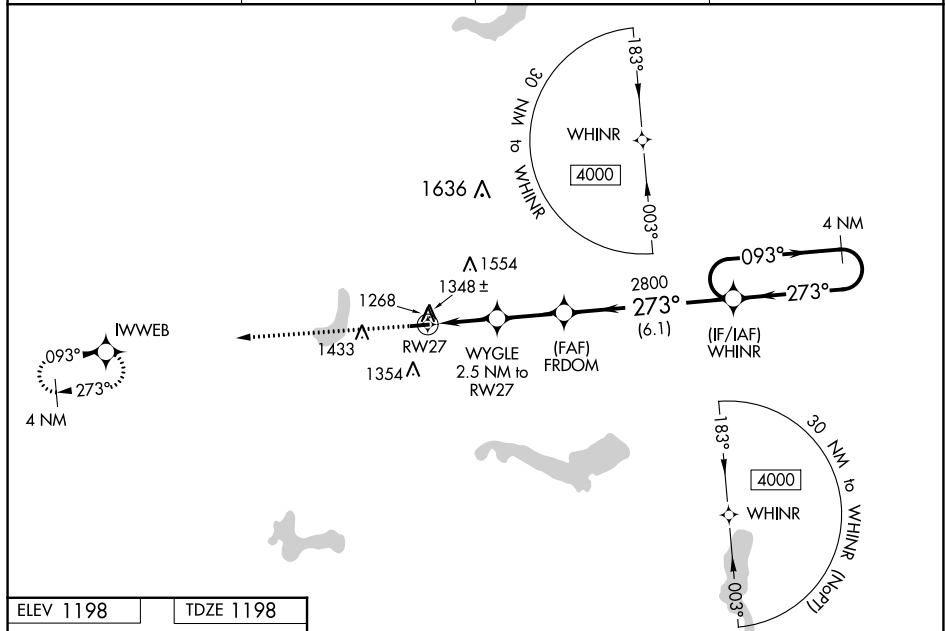 183°
30 NM to WHINR
WHINR
4000
003°
1636
4 NM
093°
1554
1348 ±
1268
2800
273°
273°
(6.1)
IWWEB
093°
273°
4 NM
1433
RW27
1354
WYGLE
2.5 NM to
RW27
(FAF)
FRDOM
(IF/IAF)
WHINR
183°
30 NM to WHINR (NoPT)
4000
WHINR
003°
ELEV 1198
TDZE 1198